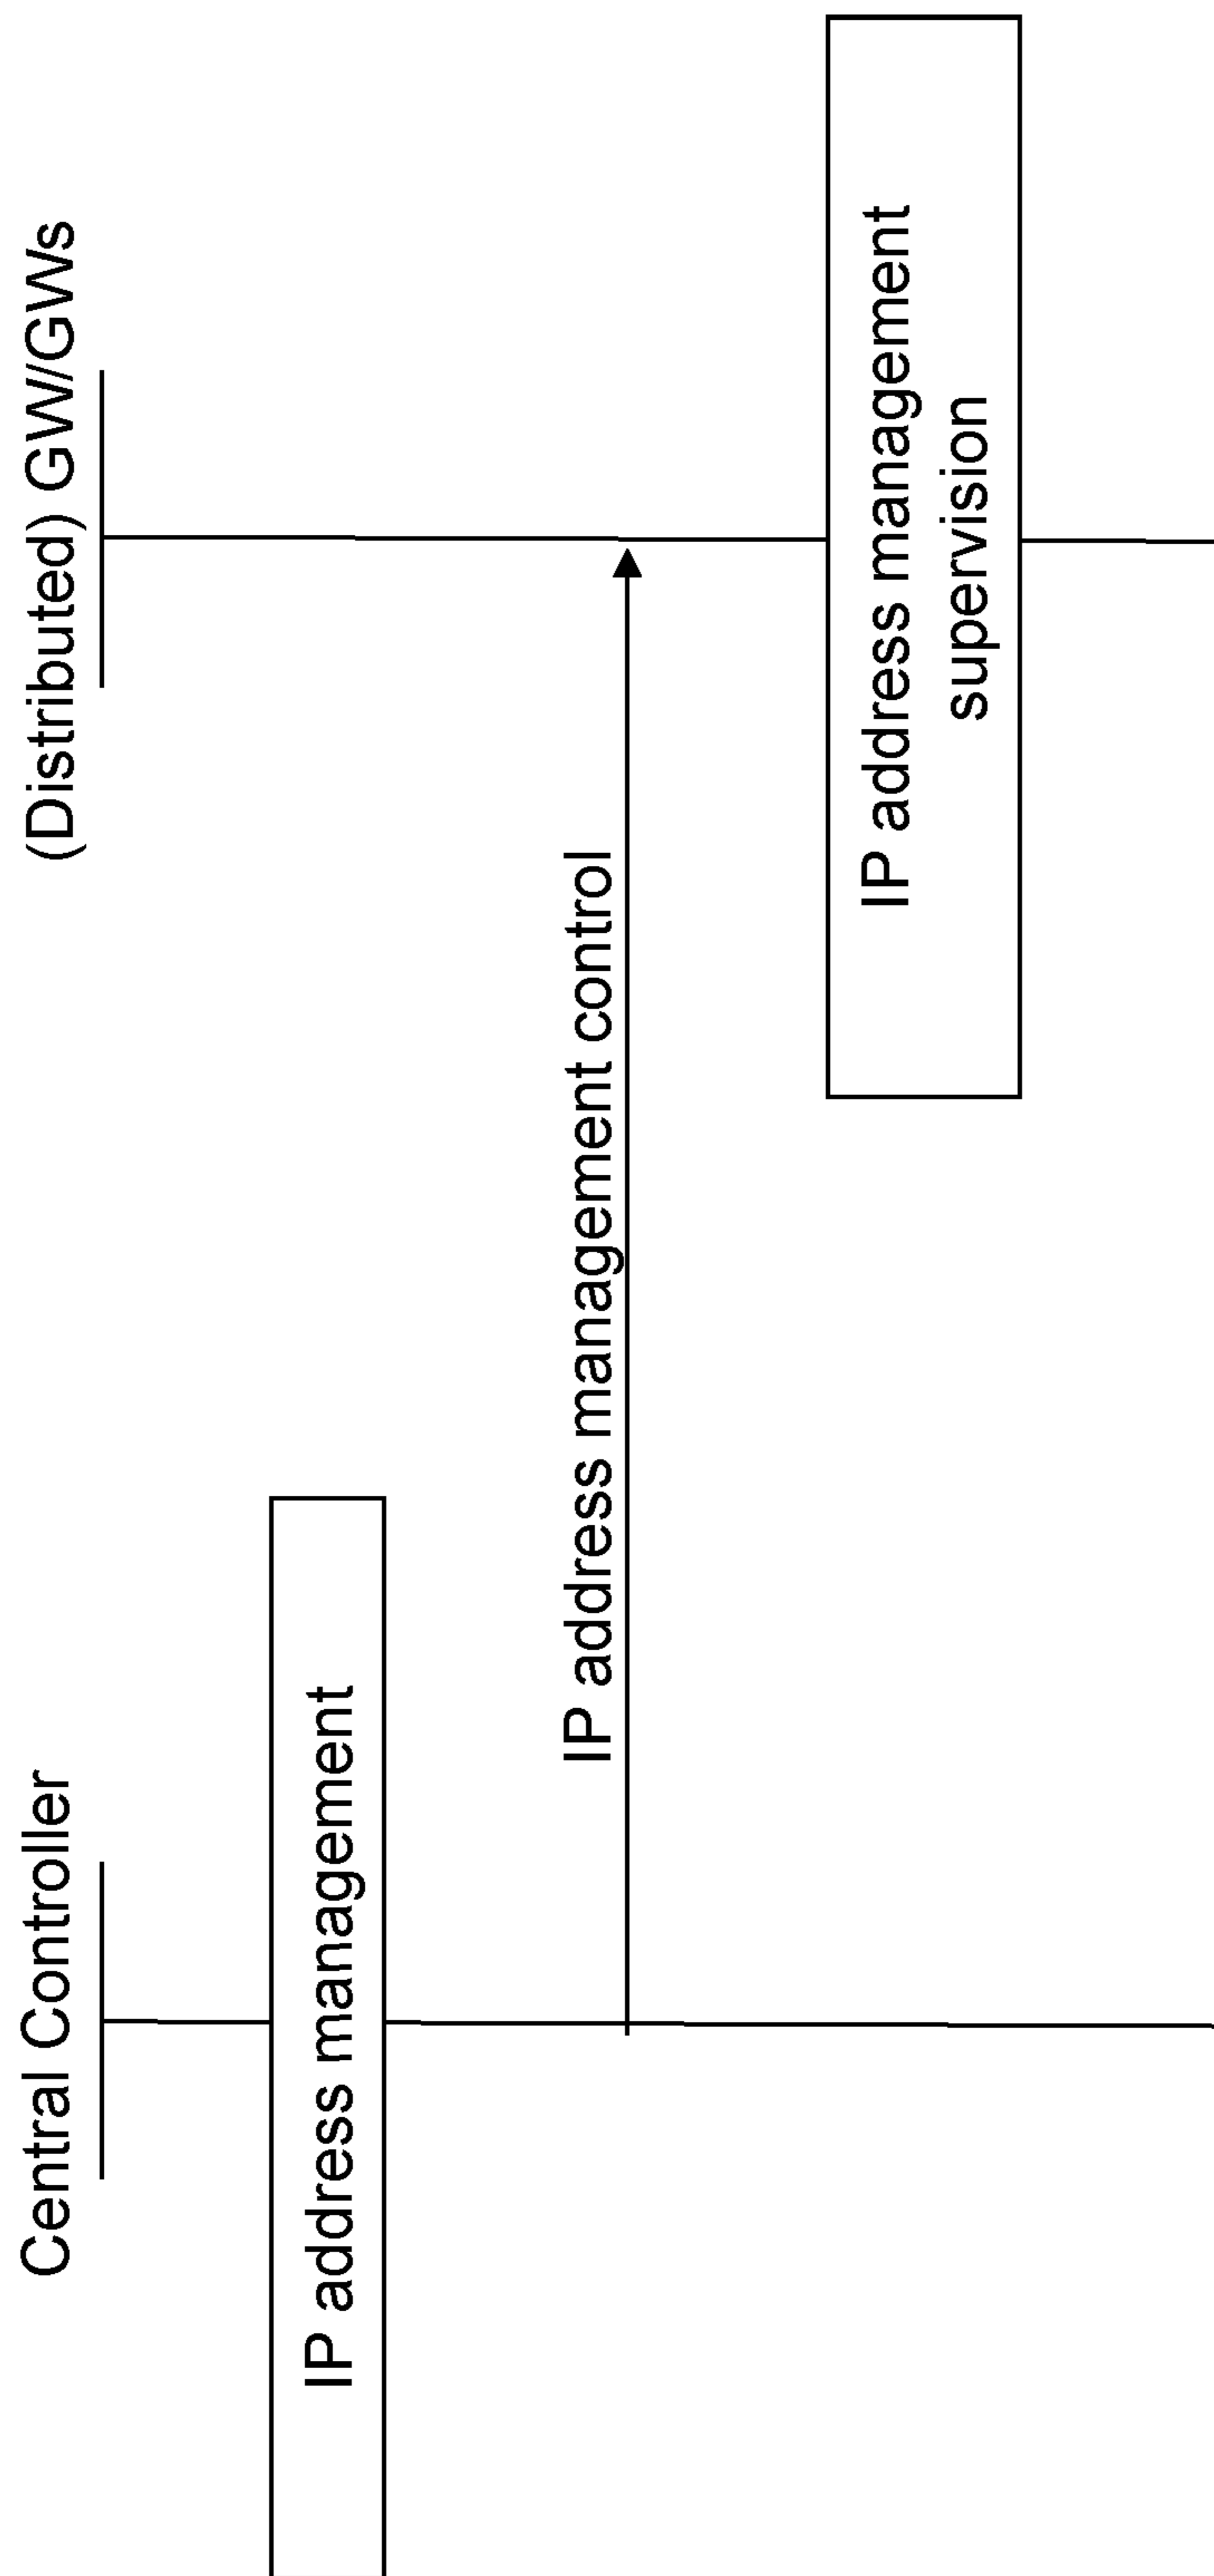 Central Controller
(Distributed) GW/GWs
IP address management
IP address management control
IP address management
supervision